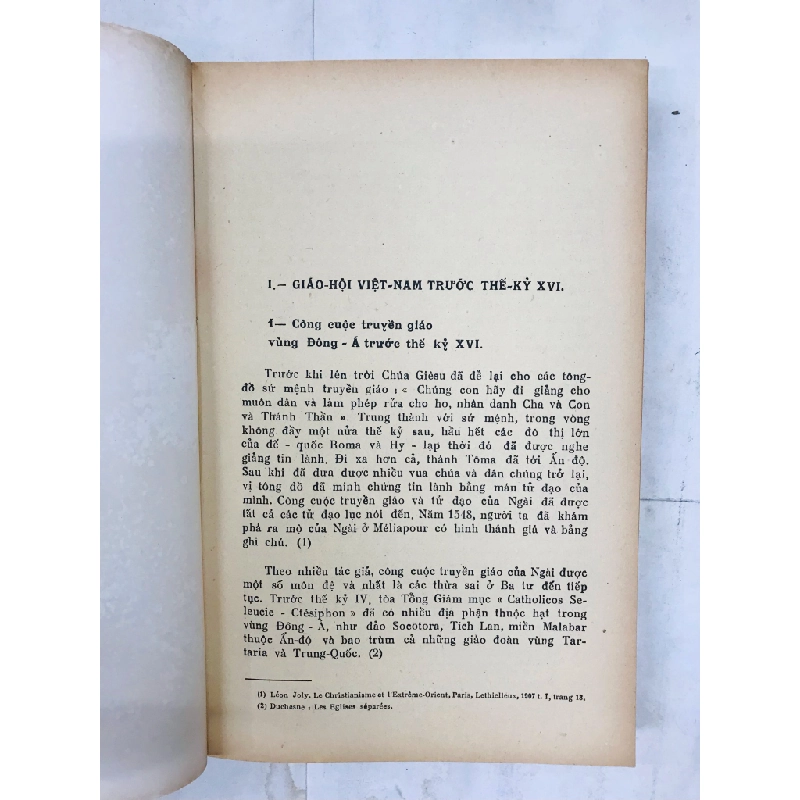 I.— GIÁO-HỘI VIỆT-NAM TRƯỚC THẾ-KỶ XVI.
1— Công cuộc truyền giáo
vùng Đông - Á trước thế kỷ XVI.
Trước khi lên trời Chúa Giêsu đã để lại cho các tông-
đồ sứ mệnh truyền giáo : « Chúng con hãy đi giảng cho
muôn dân và làm phép rửa cho họ, nhân danh Cha và Con
và Thánh Thần » Trung thành với sứ mệnh, trong vòng
không đầy một nửa thế kỷ sau, hầu hết các đô thị lớn
của đế - quốc Roma và Hy - lạp thời đó đã được nghe
giảng tin lành. Đi xa hơn cả, thánh Tôma đã tới Ấn-độ.
Sau khi đã đưa được nhiều vua chúa và dân chúng trở lại,
vị tông đồ đã minh chứng tin lành bằng máu tử đạo của
mình. Công cuộc truyền giáo và tử đạo của Ngài đã được
tất cả các tử đạo lục nói đến, Năm 1548, người ta đã khám
phá ra mộ của Ngài ở Méliapour có hình thánh giá và bảng
ghi chú. (1)
Theo nhiều tác giả, công cuộc truyền giáo của Ngài được
một số môn đệ và nhất là các thừa sai ở Ba tư đến tiếp
tục. Trước thế kỷ IV, tòa Tổng Giám mục « Catholicos Se-
leucie - Ctésiphon » đã có nhiều địa phận thuộc hạt trong
vùng Đông - Á, như đảo Socotora, Tích Lan, miền Malabar
thuộc Ấn-độ và bao trùm cả những giáo đoàn vùng Tar-
taria và Trung-Quốc. (2)
(1) Léon Joly. Le Christianisme et l'Extrême-Orient, Paris, Lethielleux, 1907 t. I, trang 13.
(2) Duchesne : Les Eglises séparées.